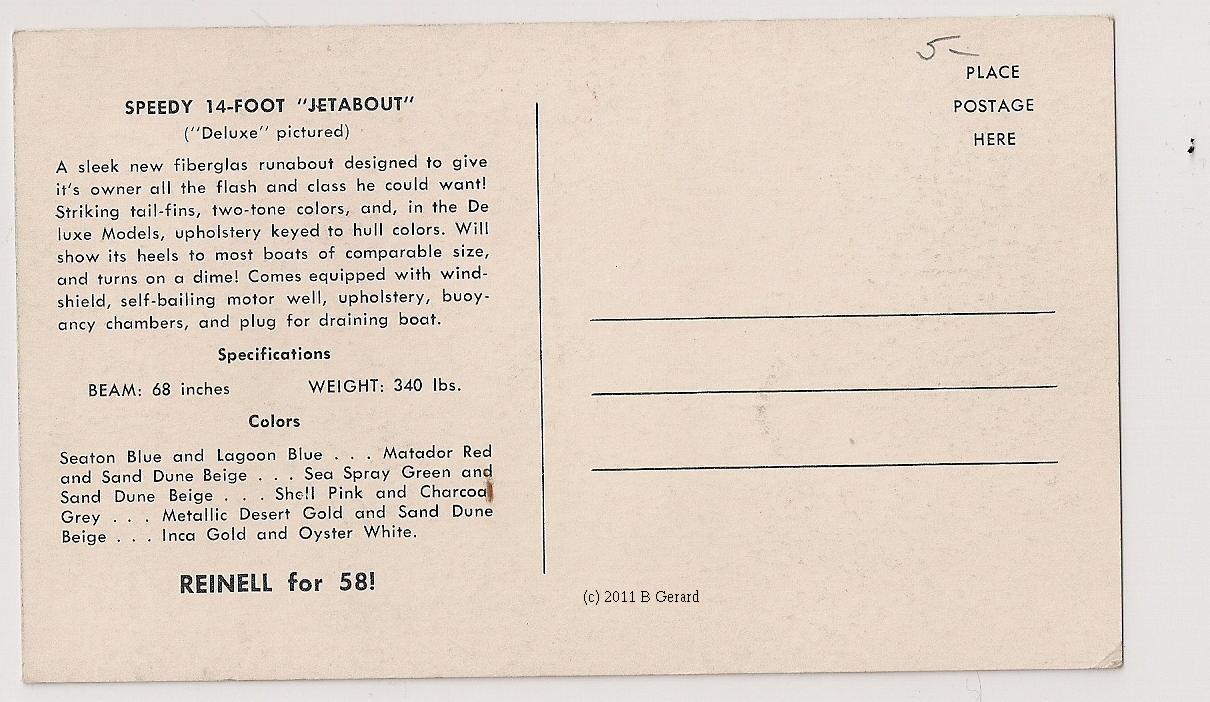 5-
PLACE
POSTAGE
HERE
SPEEDY 14-FOOT "JETABOUT"
("Deluxe" pictured)
A sleek new fiberglas runabout designed to give
it's owner all the flash and class he could want!
Striking tail-fins, two-tone colors, and, in the De
luxe Models, upholstery keyed to hull colors. Will
show its heels to most boats of comparable size,
and turns on a dime! Comes equipped with wind-
shield, self-bailing motor well, upholstery, buoy-
ancy chambers, and plug for draining boat.
Specifications
BEAM: 68 inches WEIGHT: 340 lbs.
Colors
Seaton Blue and Lagoon Blue . . . Matador Red
and Sand Dune Beige . . . Sea Spray Green and
Sand Dune Beige . . . Shell Pink and Charcoal
Grey . . . Metallic Desert Gold and Sand Dune
Beige . . . Inca Gold and Oyster White.
REINELL for 58!
(c) 2011 B Gerard